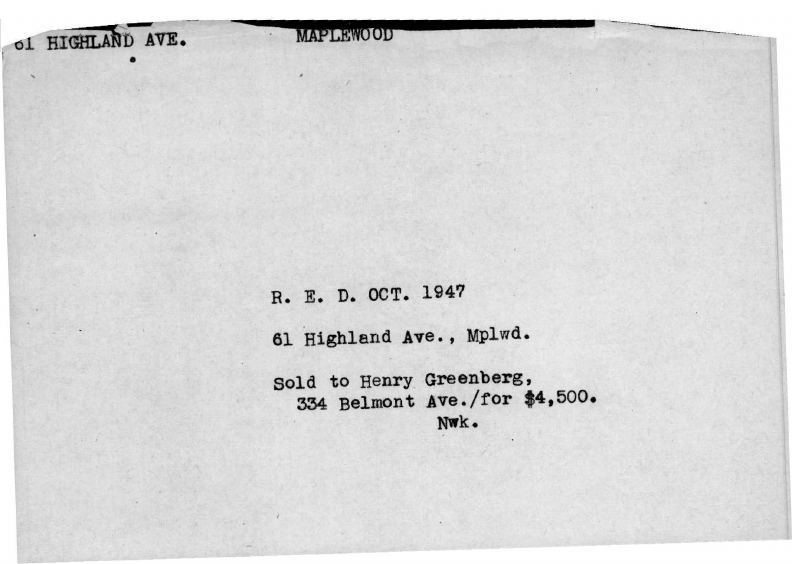 61 HIGHLAND AVE. MAPLEWOOD
R. E. D. OCT. 1947
61 Highland Ave., Mplwd.
Sold to Henry Greenberg,
334 Belmont Ave./for $4,500.
Nwk.